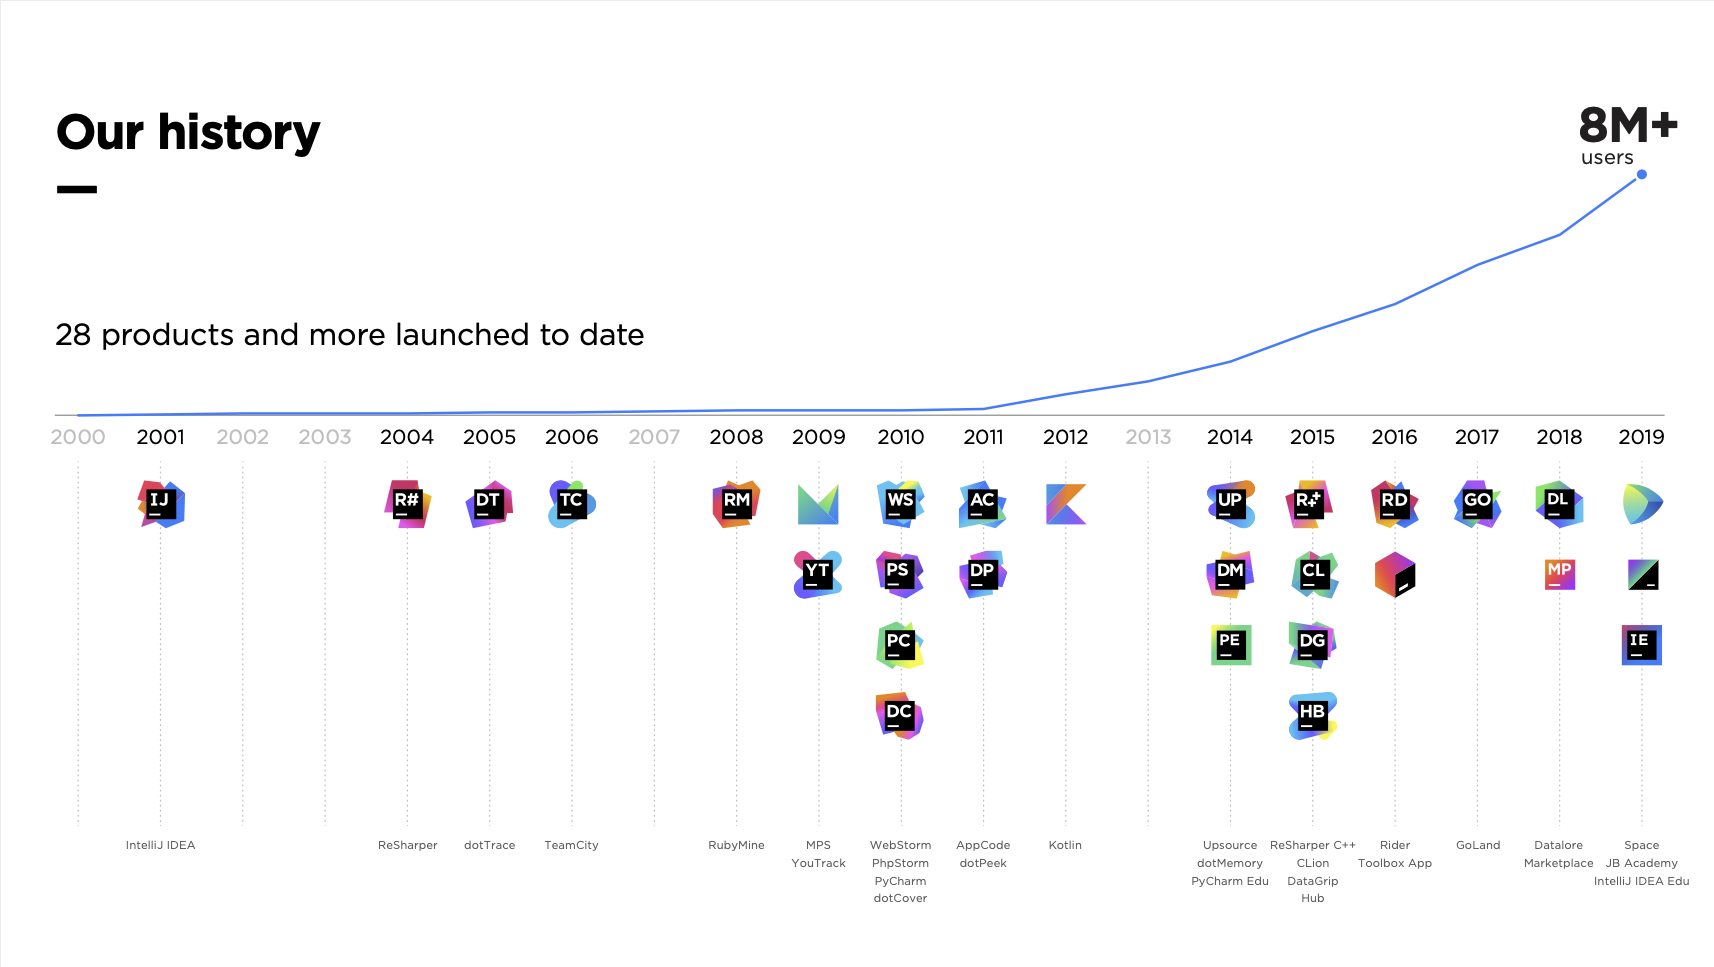 Our history
8M+
users
28 products and more launched to date
2000 2001 2002 2003 2004 2005 2006 2007 2008 2009 2010 2011 2012 2013 2014 2015 2016 2017 2018 2019
IJ R# DT TC RM WS AC UP R+ RD GO DL
YT PS DP DM CL MP
PC PE DG IE
DC HB
IntelliJ IDEA ReSharper dotTrace TeamCity RubyMine MPS WebStorm AppCode Kotlin Upsource ReSharper C++ Rider GoLand Datalore Space
YouTrack PhpStorm dotPeek dotMemory CLion Toolbox App Marketplace JB Academy
PyCharm PyCharm Edu DataGrip IntelliJ IDEA Edu
dotCover Hub